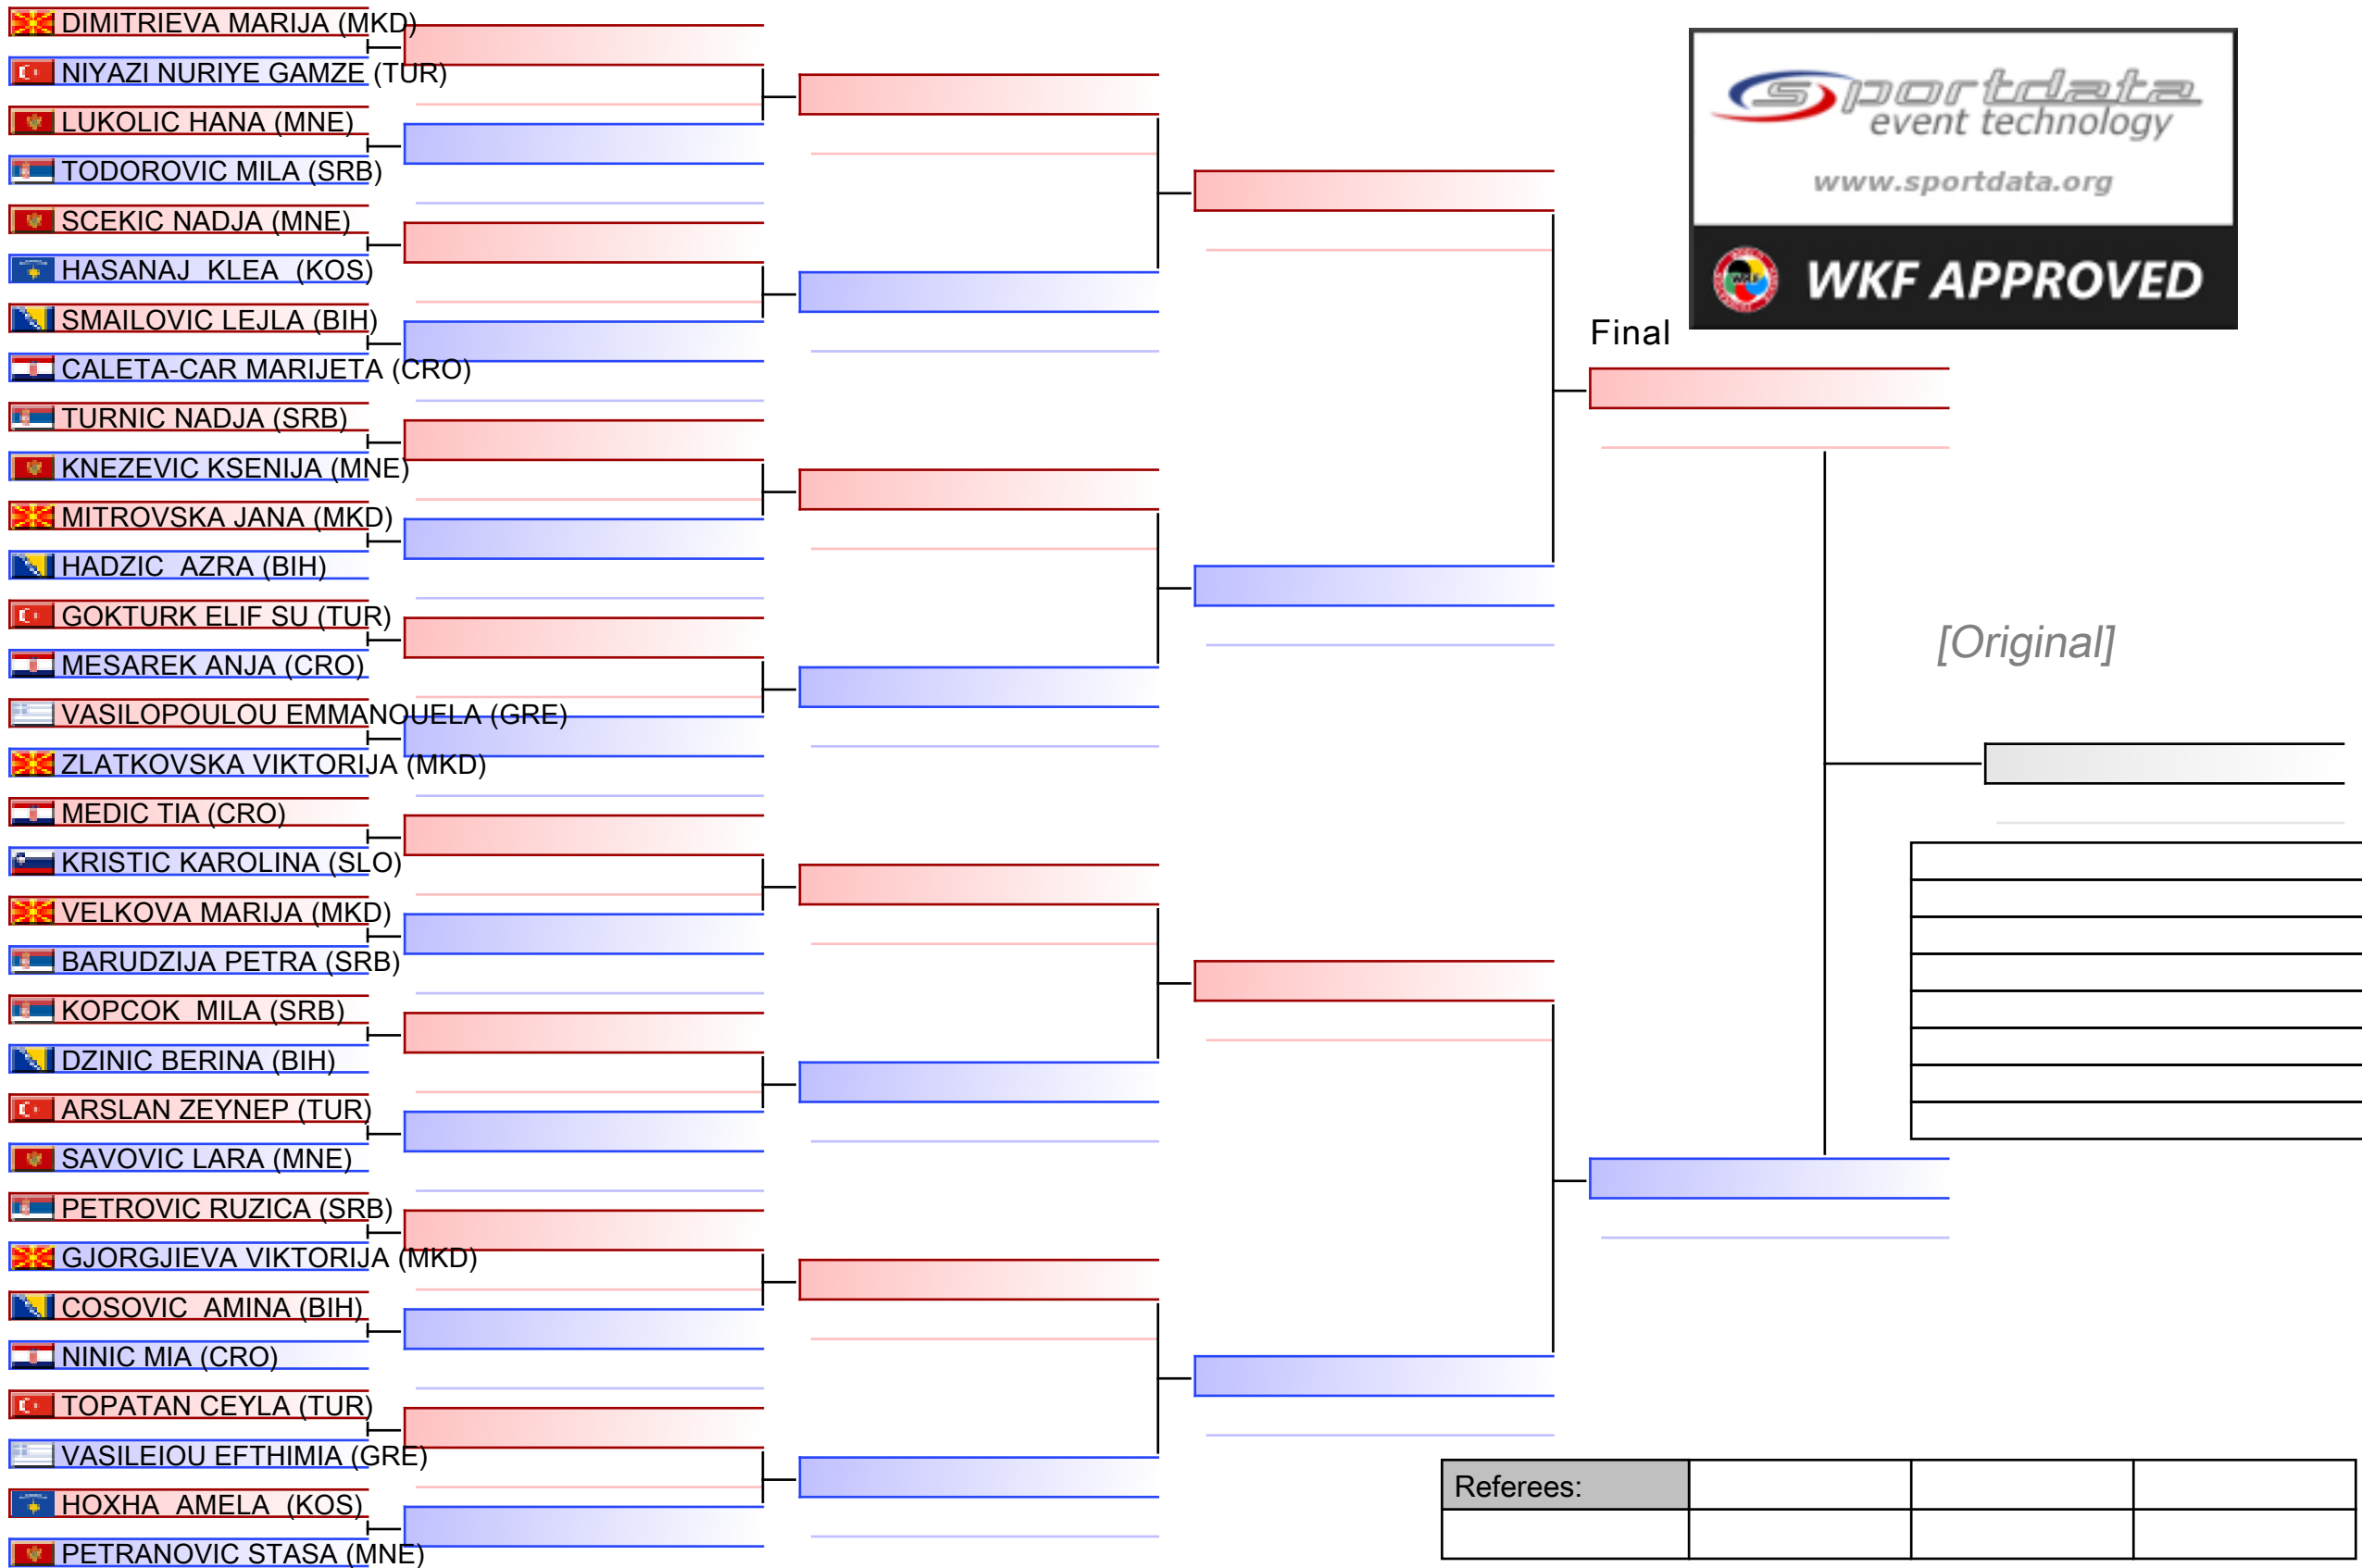 DIMITRIEVA MARIJA (MKD)
NIYAZI NURIYE GAMZE (TUR)
LUKOLIC HANA (MNE)
TODOROVIC MILA (SRB)
SCEKIC NADJA (MNE)
HASANAJ  KLEA  (KOS)
SMAILOVIC LEJLA (BIH)
CALETA-CAR MARIJETA (CRO)
TURNIC NADJA (SRB)
KNEZEVIC KSENIJA (MNE)
MITROVSKA JANA (MKD)
HADZIC  AZRA (BIH)
GOKTURK ELIF SU (TUR)
MESAREK ANJA (CRO)
VASILOPOULOU EMMANOUELA (GRE)
ZLATKOVSKA VIKTORIJA (MKD)
MEDIC TIA (CRO)
KRISTIC KAROLINA (SLO)
VELKOVA MARIJA (MKD)
BARUDZIJA PETRA (SRB)
KOPCOK  MILA (SRB)
DZINIC BERINA (BIH)
ARSLAN ZEYNEP (TUR)
SAVOVIC LARA (MNE)
PETROVIC RUZICA (SRB)
GJORGJIEVA VIKTORIJA (MKD)
COSOVIC  AMINA (BIH)
NINIC MIA (CRO)
TOPATAN CEYLA (TUR)
VASILEIOU EFTHIMIA (GRE)
HOXHA  AMELA  (KOS)
PETRANOVIC STASA (MNE)
sportdata
event technology
www.sportdata.org
WKF
WKF APPROVED
Final
[Original]
Referees: